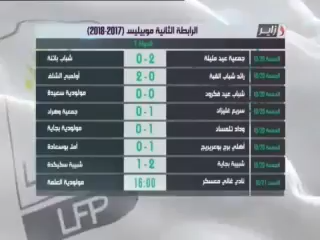 الرابطة الثانية موبيليس (2017-2018)
الجولة 7
جمعية عين مليلة 2-0 شباب باتنة
رائد شباب القبة 0-2 أولمبي الشلف
شباب عين فكرون 0-0 مولودية سعيدة
سريع غليزان 1-0 جمعية وهران
وداد تلمسان 1-0 مولودية بجاية
أهلي برج بوعريريج 1-0 أمل بوسعادة
شبيبة بجاية 2-1 شبيبة سكيكدة
نادي غالي معسكر 16:00 مولودية العلمة
LFP